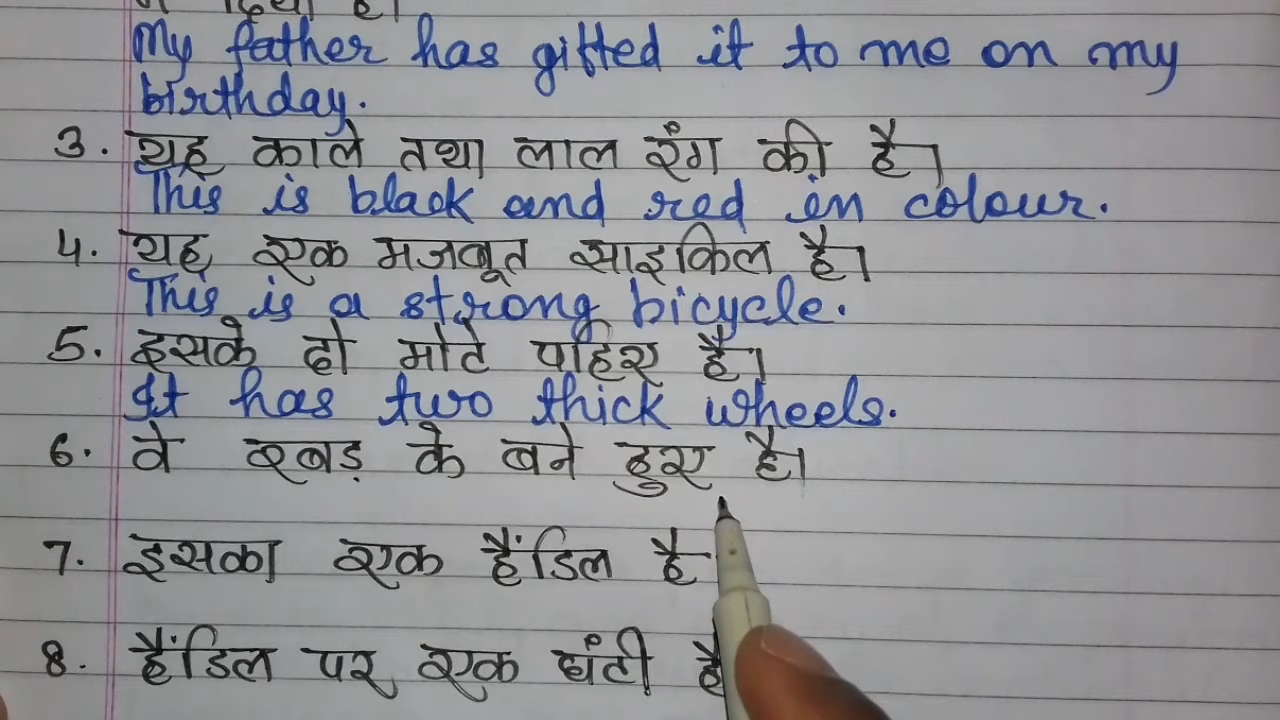 दिया है।
My father has gifted it to me on my
birthday.
3. यह काले तथा लाल रंग की है।
This is black and red in colour.
4. यह एक मजबूत साइकिल है।
This is a strong bicycle.
5. इसके दो मोटे पहिए है।
It has two thick wheels.
6. वे रबड़ के बने हुए है।
7. इसका एक हैंडिल है
8. हैंडिल पर एक घंटी है